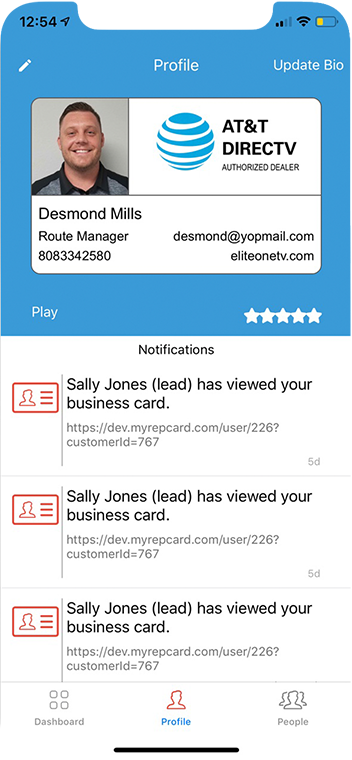 12:54
Profile
Update Bio
AT&T
DIRECTV
AUTHORIZED DEALER
Desmond Mills
Route Manager
desmond@yopmail.com
8083342580
eliteonetv.com
Play
Notifications
Sally Jones (lead) has viewed your
business card.
https://dev.myrepcard.com/user/226?
customerId=767
5d
Sally Jones (lead) has viewed your
business card.
https://dev.myrepcard.com/user/226?
customerId=767
5d
Sally Jones (lead) has viewed your
business card.
https://dev.myrepcard.com/user/226?
customerId=767
Dashboard
Profile
People